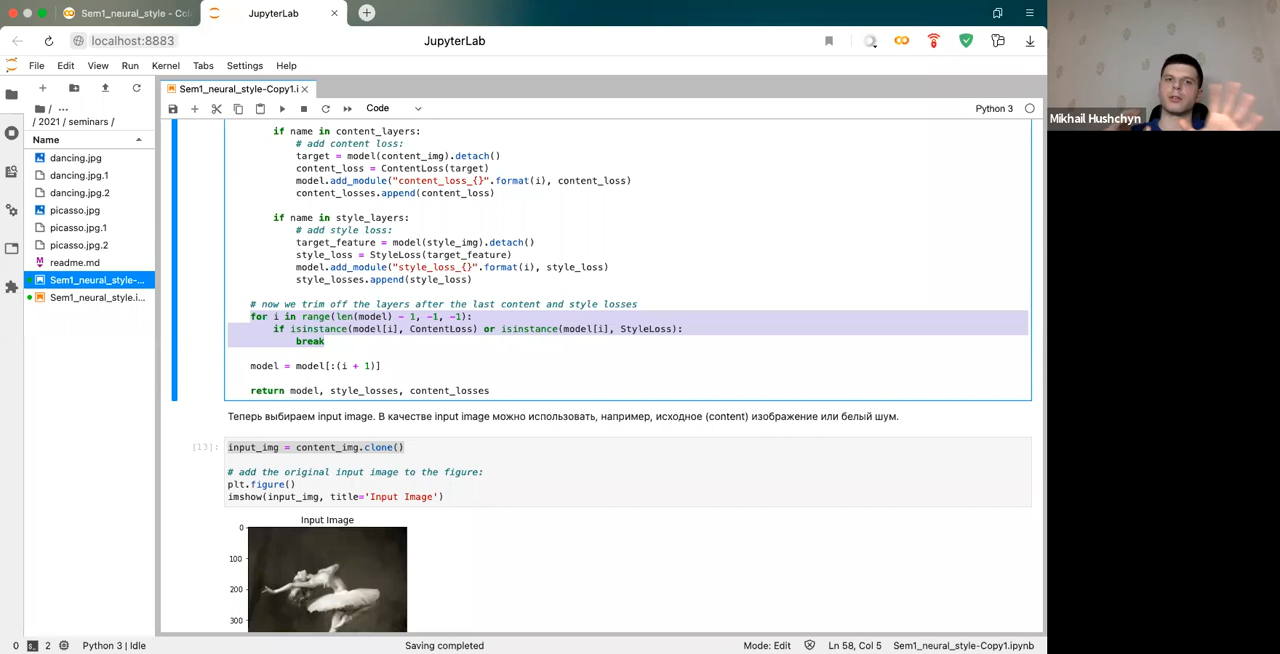 Sem1_neural_style - Col
JupyterLab
localhost:8883
JupyterLab
File Edit View Run Kernel Tabs Settings Help
/ ...
/ 2021 / seminars /
Name
dancing.jpg
dancing.jpg.1
dancing.jpg.2
picasso.jpg
picasso.jpg.1
picasso.jpg.2
readme.md
Sem1_neural_style-...
Sem1_neural_style.i...
Sem1_neural_style-Copy1.i
Code
Python 3
if name in content_layers:
# add content loss:
target = model(content_img).detach()
content_loss = ContentLoss(target)
model.add_module("content_loss_{}".format(i), content_loss)
content_losses.append(content_loss)
if name in style_layers:
# add style loss:
target_feature = model(style_img).detach()
style_loss = StyleLoss(target_feature)
model.add_module("style_loss_{}".format(i), style_loss)
style_losses.append(style_loss)
# now we trim off the layers after the last content and style losses
for i in range(len(model) - 1, -1, -1):
if isinstance(model[i], ContentLoss) or isinstance(model[i], StyleLoss):
break
model = model[:(i + 1)]
return model, style_losses, content_losses
Теперь выбираем input image. В качестве input image можно использовать, например, исходное (content) изображение или белый шум.
[13]:
input_img = content_img.clone()
# add the original input image to the figure:
plt.figure()
imshow(input_img, title='Input Image')
Input Image
0
100
200
300
0 2 Python 3 | Idle
Saving completed
Mode: Edit
Ln 58, Col 5
Sem1_neural_style-Copy1.ipynb
Mikhail Hushchyn